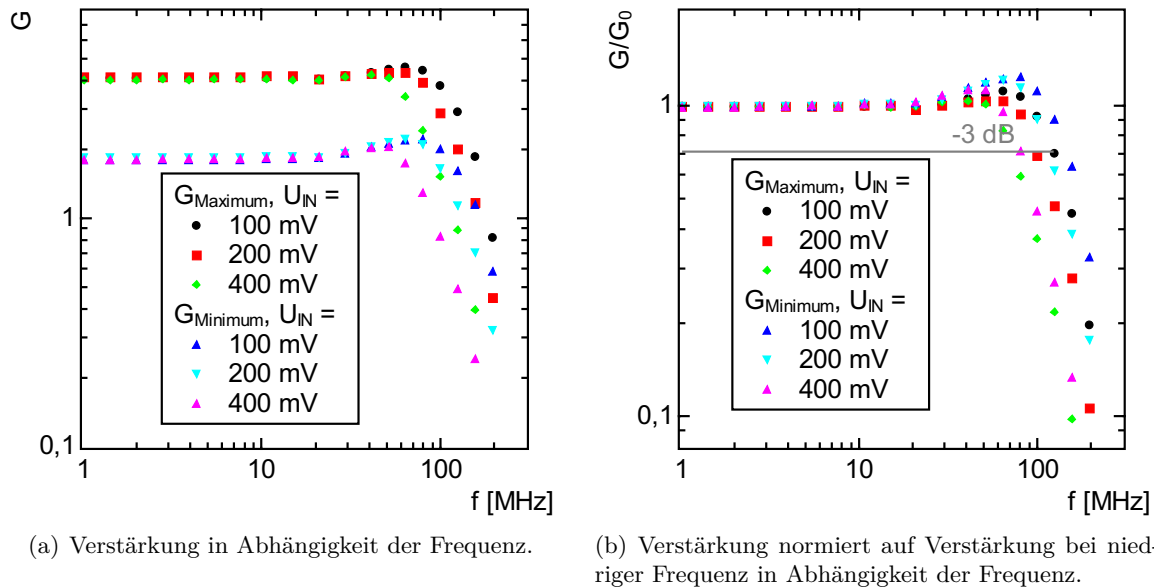 G
1
0,1
1
10
100
f [MHz]
G_Maximum, U_IN =
100 mV
200 mV
400 mV
G_Minimum, U_IN =
100 mV
200 mV
400 mV
(a) Verstärkung in Abhängigkeit der Frequenz.
G/G_0
1
0,1
-3 dB
1
10
100
f [MHz]
G_Maximum, U_IN =
100 mV
200 mV
400 mV
G_Minimum, U_IN =
100 mV
200 mV
400 mV
(b) Verstärkung normiert auf Verstärkung bei nied-
riger Frequenz in Abhängigkeit der Frequenz.